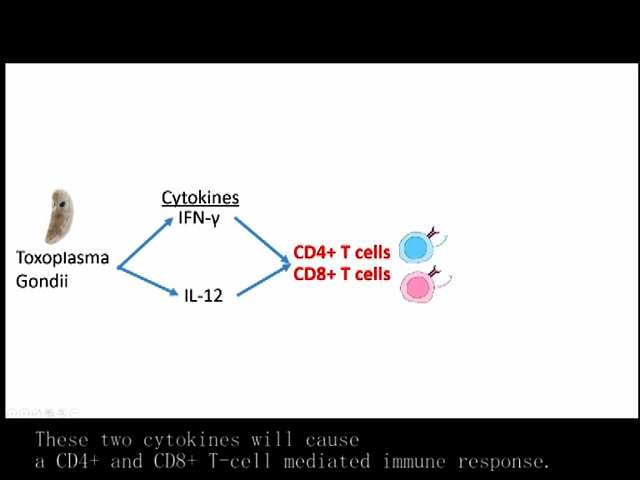 Cytokines
IFN-γ
Toxoplasma
Gondii
CD4+ T cells
CD8+ T cells
IL-12
These two cytokines will cause
a CD4+ and CD8+ T-cell mediated immune response.